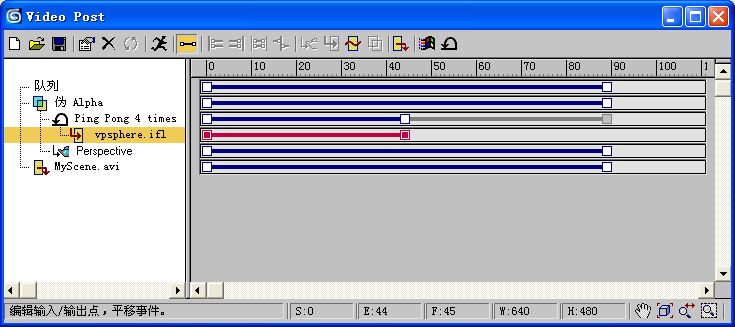 Video Post
0 10 20 30 40 50 60 70 80 90 100 1
队列
伪 Alpha
Ping Pong 4 times
vpsphere.ifl
Perspective
MyScene.avi
编辑输入/输出点，平移事件。 S:0 E:44 F:45 W:640 H:480